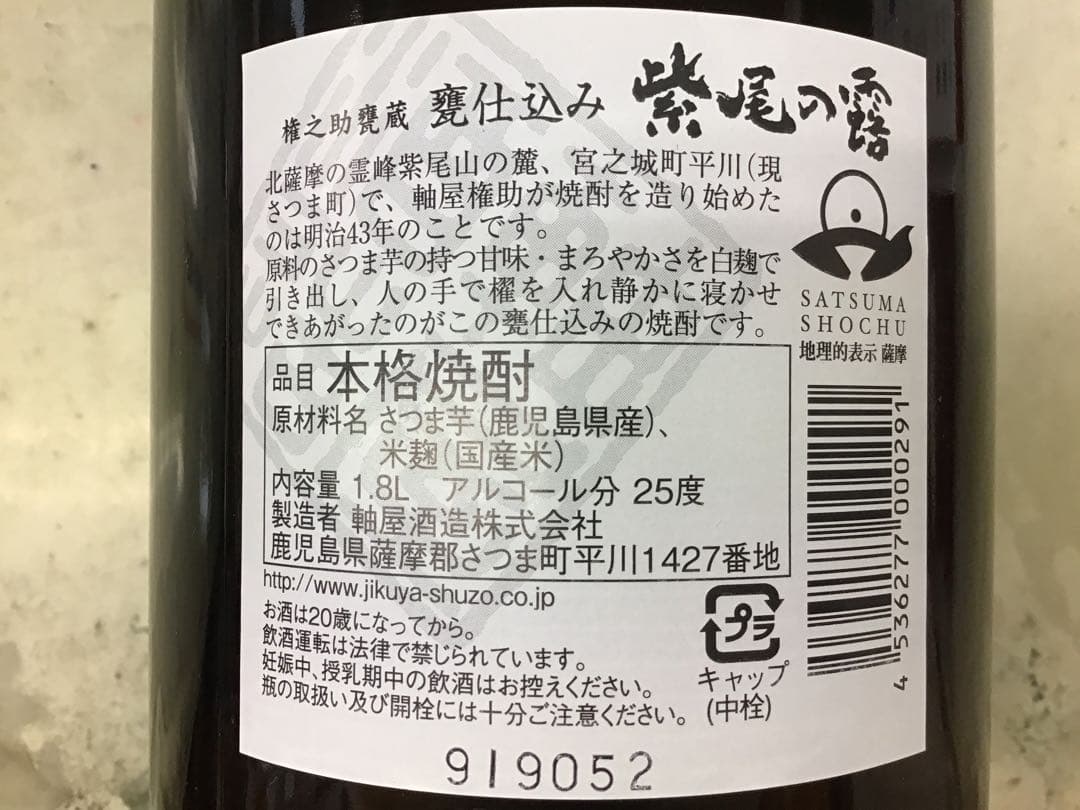 権之助甕蔵 甕仕込み 紫尾の露
北薩摩の霊峰紫尾山の麓、宮之城町平川(現
さつま町)で、軸屋権助が焼酎を造り始めた
のは明治43年のことです。
原料のさつま芋の持つ甘味・まろやかさを白麹で
引き出し、人の手で櫂を入れ静かに寝かせ
できあがったのがこの甕仕込みの焼酎です。
SATSUMA
SHOCHU
地理的表示 薩摩
品目 本格焼酎
原材料名 さつま芋(鹿児島県産)、
米麹(国産米)
内容量 1.8L アルコール分 25度
製造者 軸屋酒造株式会社
鹿児島県薩摩郡さつま町平川1427番地
http://www.jikuya-shuzo.co.jp
お酒は20歳になってから。
飲酒運転は法律で禁じられています。
妊娠中、授乳期中の飲酒はお控えください。
瓶の取扱い及び開栓には十分ご注意ください。
プラ
キャップ
(中栓)
4 536277 000291
919052